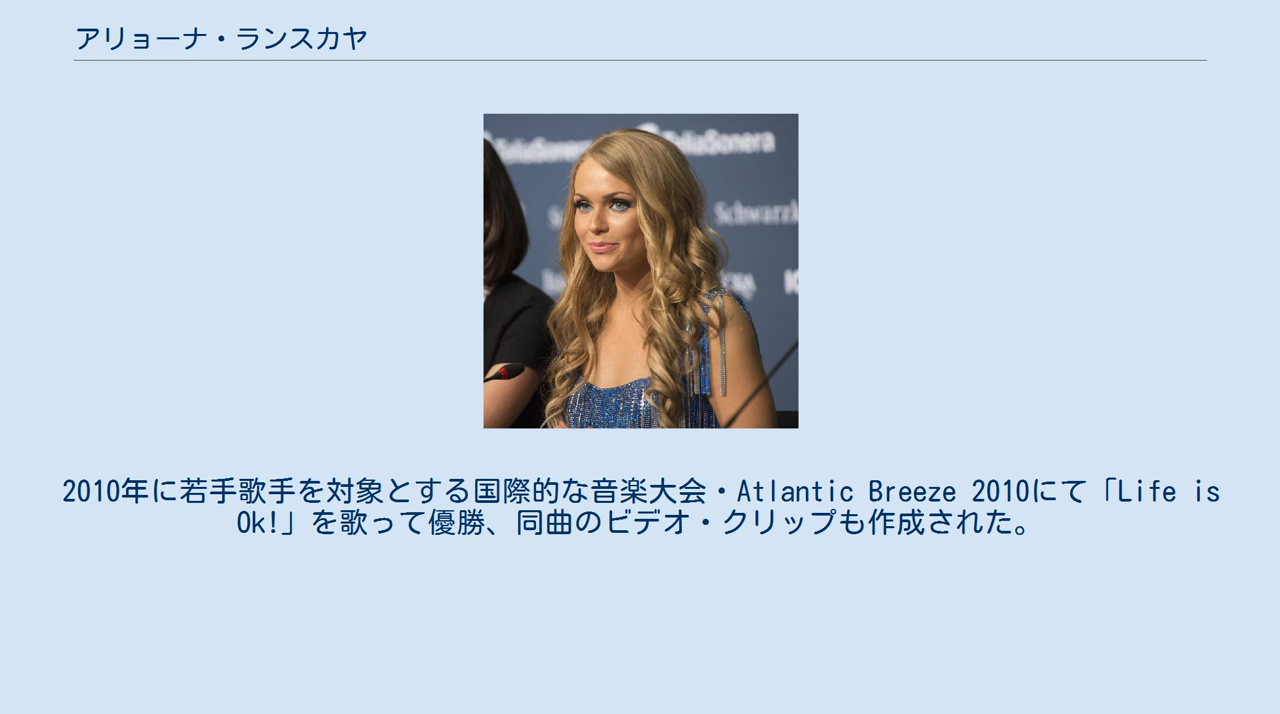 アリョーナ・ランスカヤ
TeliaSonera
TeliaSonera
2010年に若手歌手を対象とする国際的な音楽大会・Atlantic Breeze 2010にて「Life is
Ok!」を歌って優勝、同曲のビデオ・クリップも作成された。